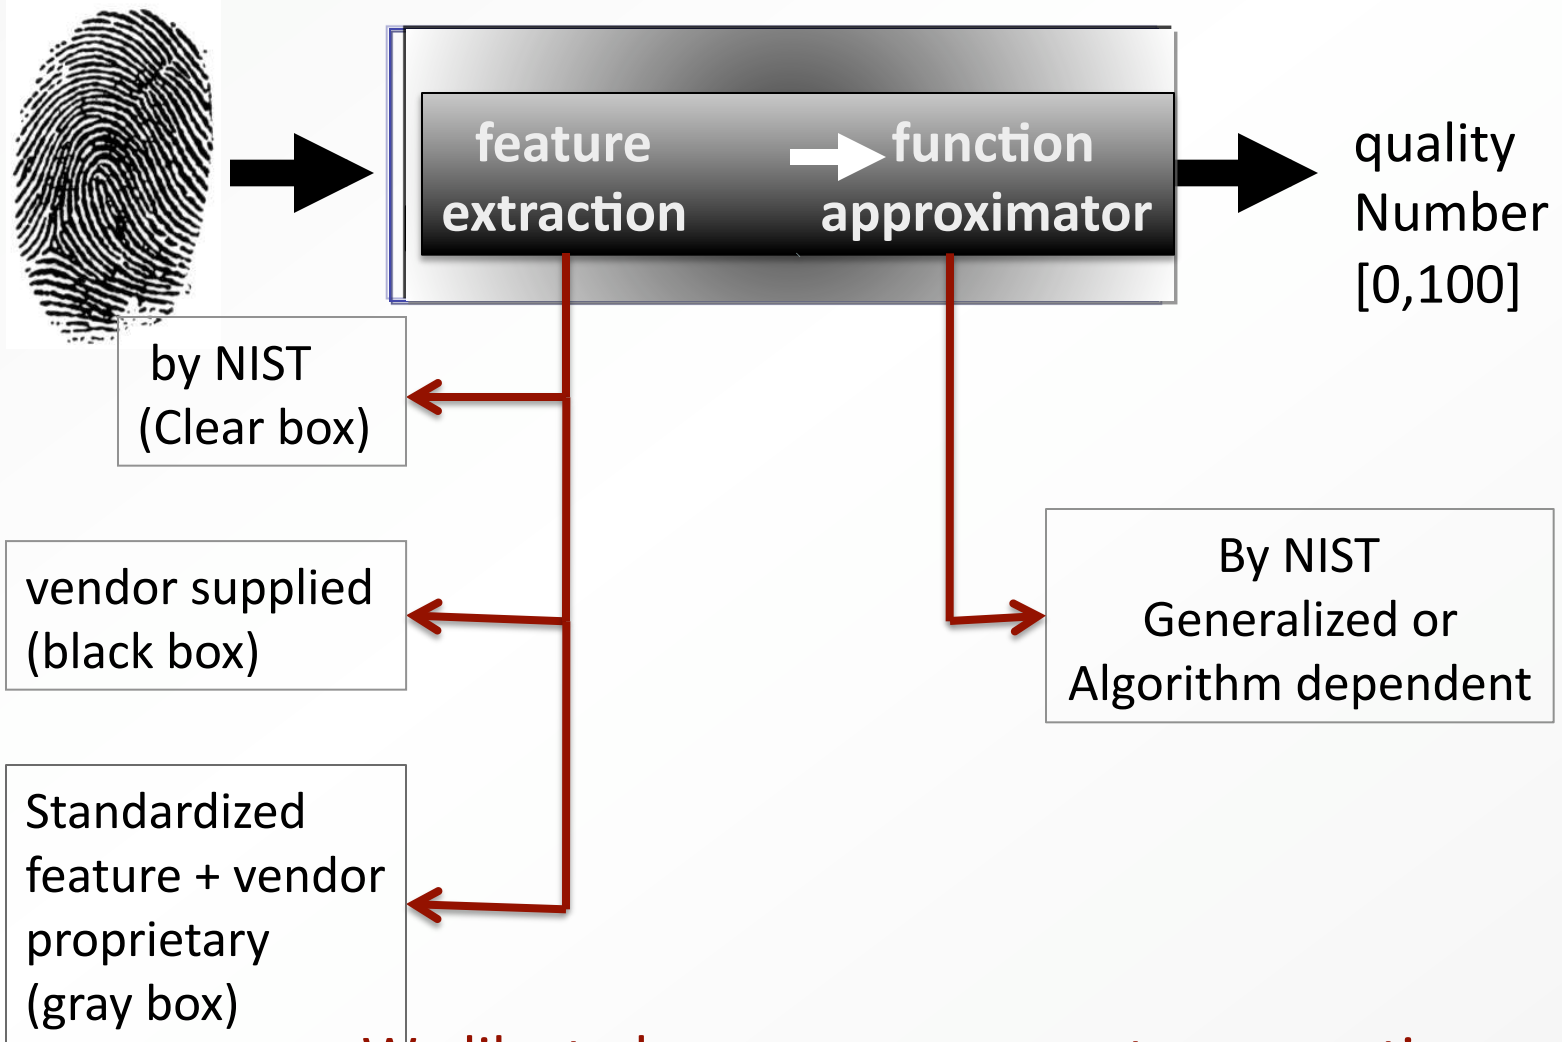 feature
extraction
function
approximator
quality
Number
[0,100]
by NIST
(Clear box)
vendor supplied
(black box)
By NIST
Generalized or
Algorithm dependent
Standardized
feature + vendor
proprietary
(gray box)